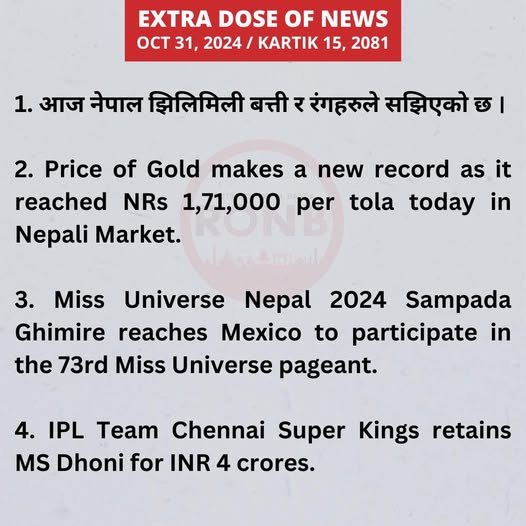 EXTRA DOSE OF NEWS
OCT 31, 2024 / KARTIK 15, 2081
1. आज नेपाल झिलिमिली बत्ती र रंगहरुले सझिएको छ ।
2. Price of Gold makes a new record as it
reached NRs 1,71,000 per tola today in
Nepali Market.
RONB
3. Miss Universe Nepal 2024 Sampada
Ghimire reaches Mexico to participate in
the 73rd Miss Universe pageant.
4. IPL Team Chennai Super Kings retains
MS Dhoni for INR 4 crores.